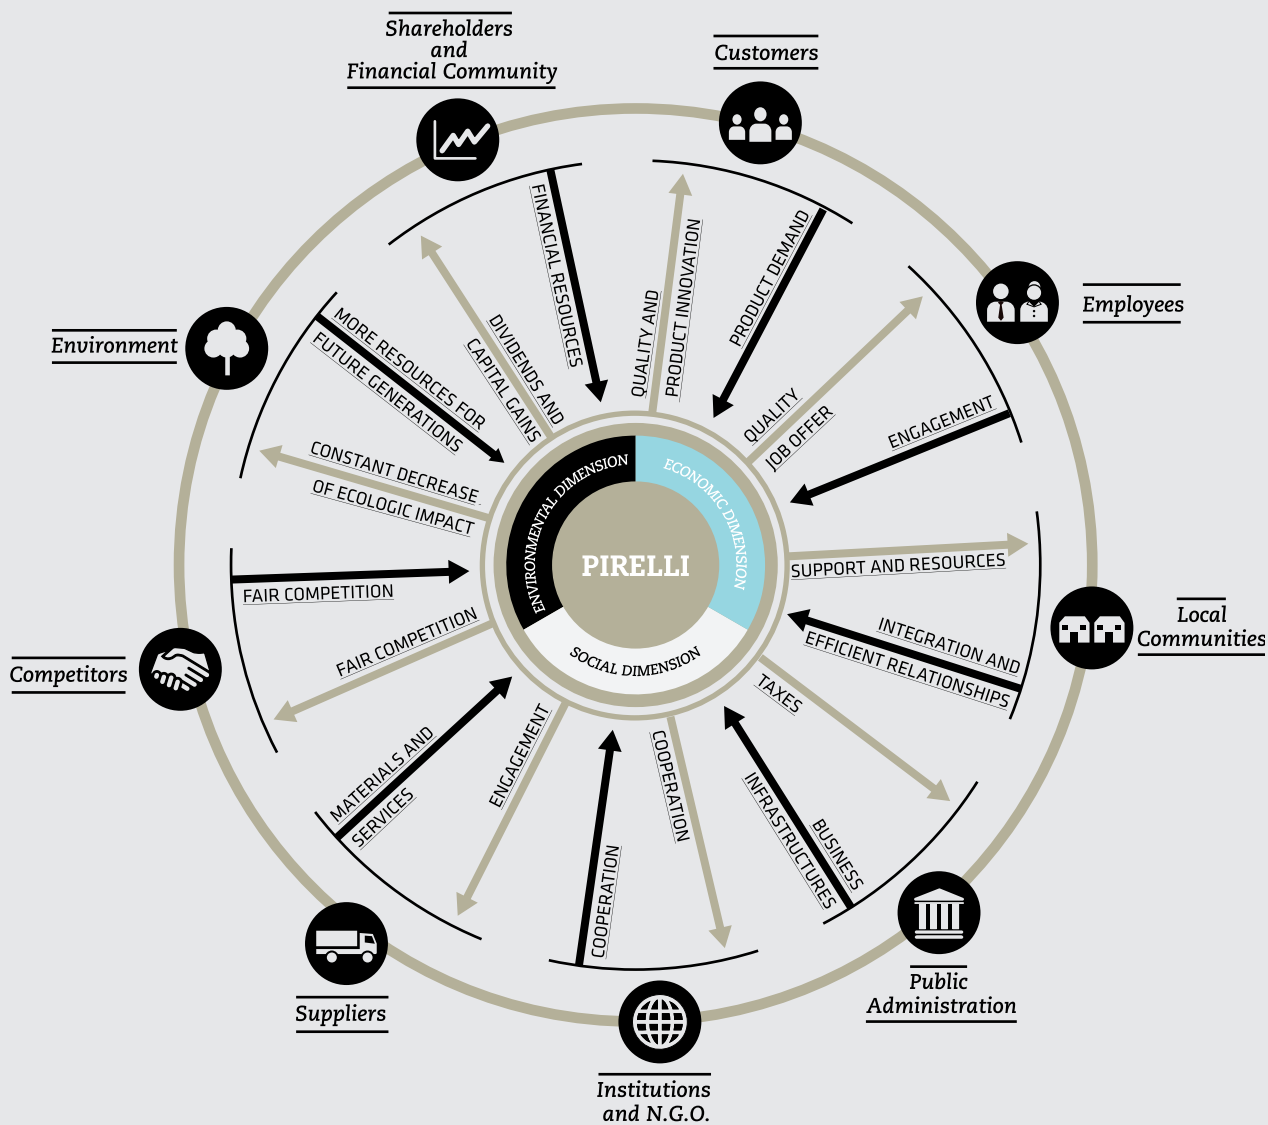 Shareholders
and
Financial Community
Customers
Employees
Local
Communities
Public
Administration
Institutions
and N.G.O.
Suppliers
Competitors
Environment
FINANCIAL RESOURCES
DIVIDENDS AND
CAPITAL GAINS
QUALITY AND
PRODUCT INNOVATION
PRODUCT DEMAND
QUALITY
JOB OFFER
ENGAGEMENT
SUPPORT AND RESOURCES
INTEGRATION AND
EFFICIENT RELATIONSHIPS
TAXES
BUSINESS
INFRASTRUCTURES
COOPERATION
COOPERATION
ENGAGEMENT
MATERIALS AND
SERVICES
FAIR COMPETITION
FAIR COMPETITION
CONSTANT DECREASE
OF ECOLOGIC IMPACT
MORE RESOURCES FOR
FUTURE GENERATIONS
ENVIRONMENTAL DIMENSION
ECONOMIC DIMENSION
SOCIAL DIMENSION
PIRELLI